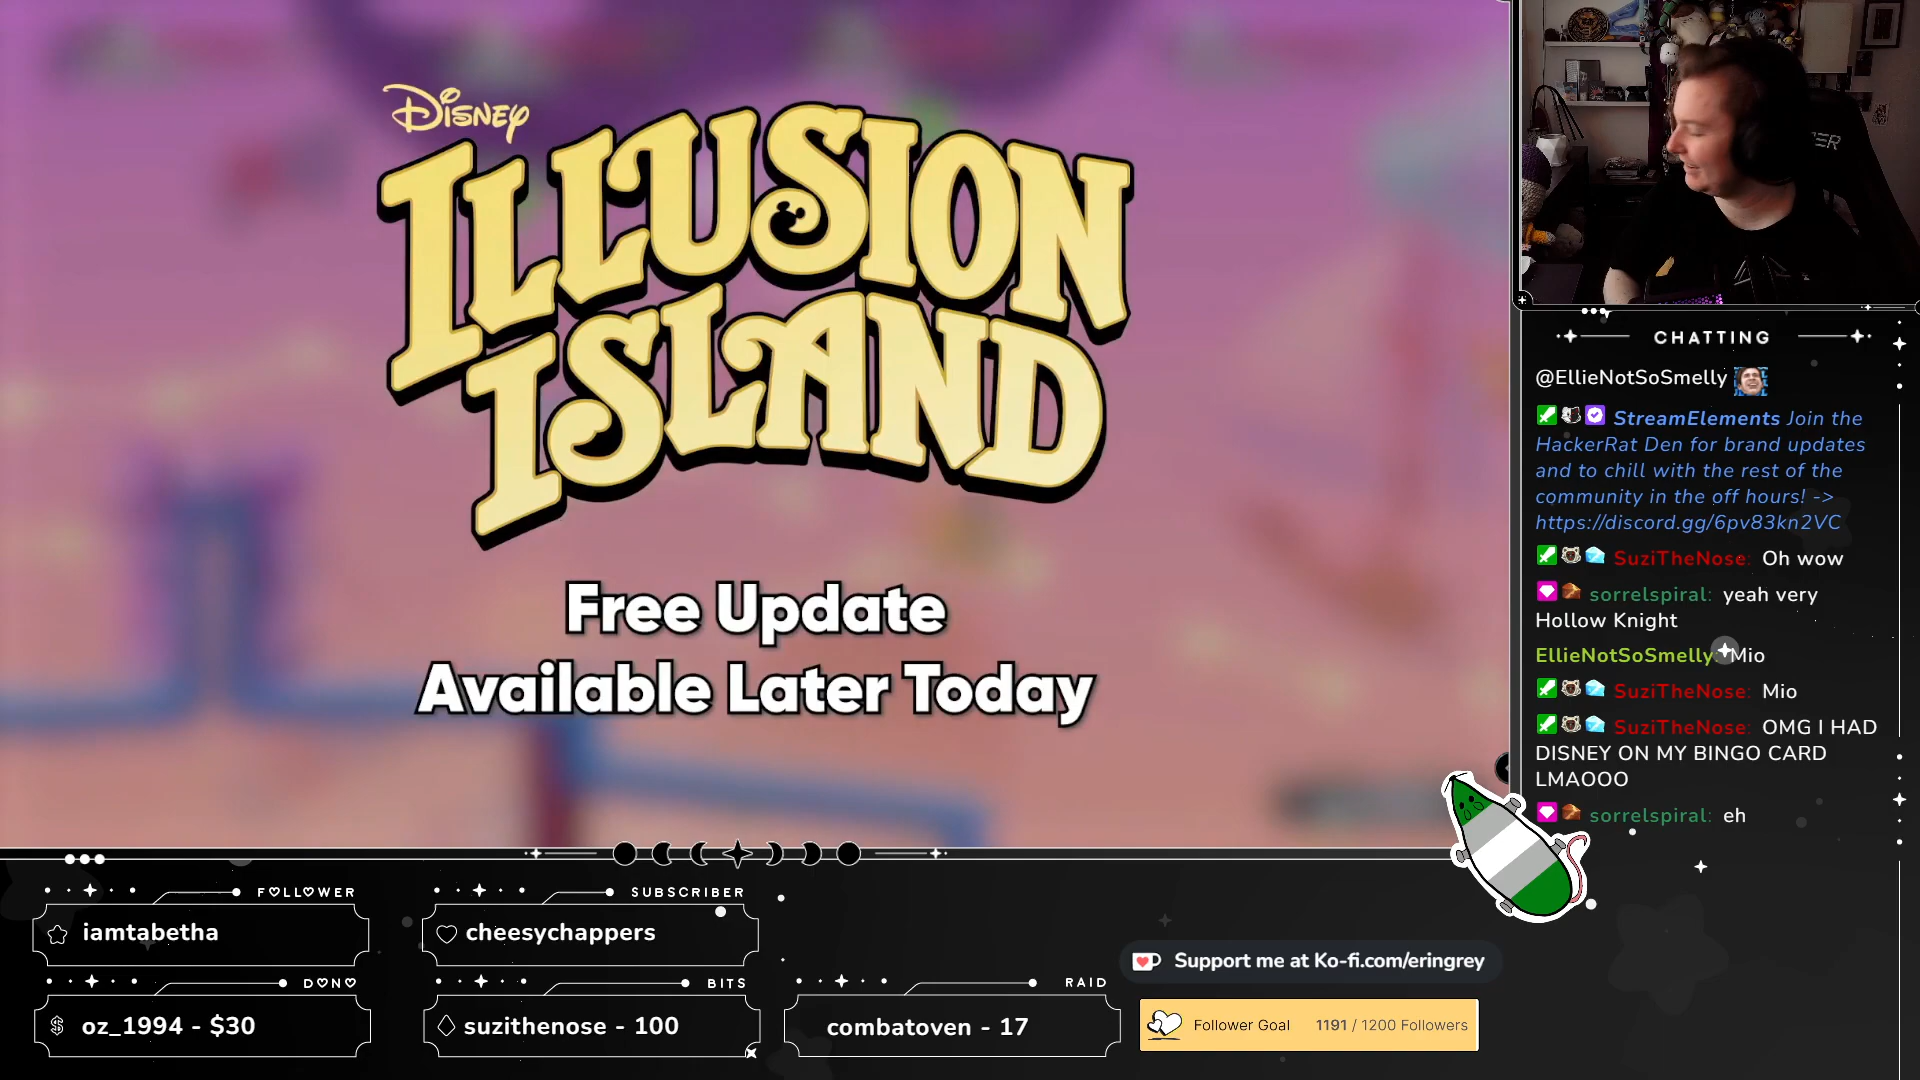 DISNEY
ILLUSION
ISLAND
Free Update
Available Later Today
CHATTING
@EllieNotSoSmelly
StreamElements Join the
HackerRat Den for brand updates
and to chill with the rest of the
community in the off hours! ->
https://discord.gg/6pv83kn2VC
SuziTheNose: Oh wow
sorrelspiral: yeah very
Hollow Knight
EllieNotSoSmelly: Mio
SuziTheNose: Mio
SuziTheNose: OMG I HAD
DISNEY ON MY BINGO CARD
LMAOOO
sorrelspiral: eh
FOLLOWER
iamtabetha
SUBSCRIBER
cheesychappers
DONO
oz_1994 - $30
BITS
suzithenose - 100
RAID
combatoven - 17
Support me at Ko-fi.com/eringrey
Follower Goal 1191 / 1200 Followers